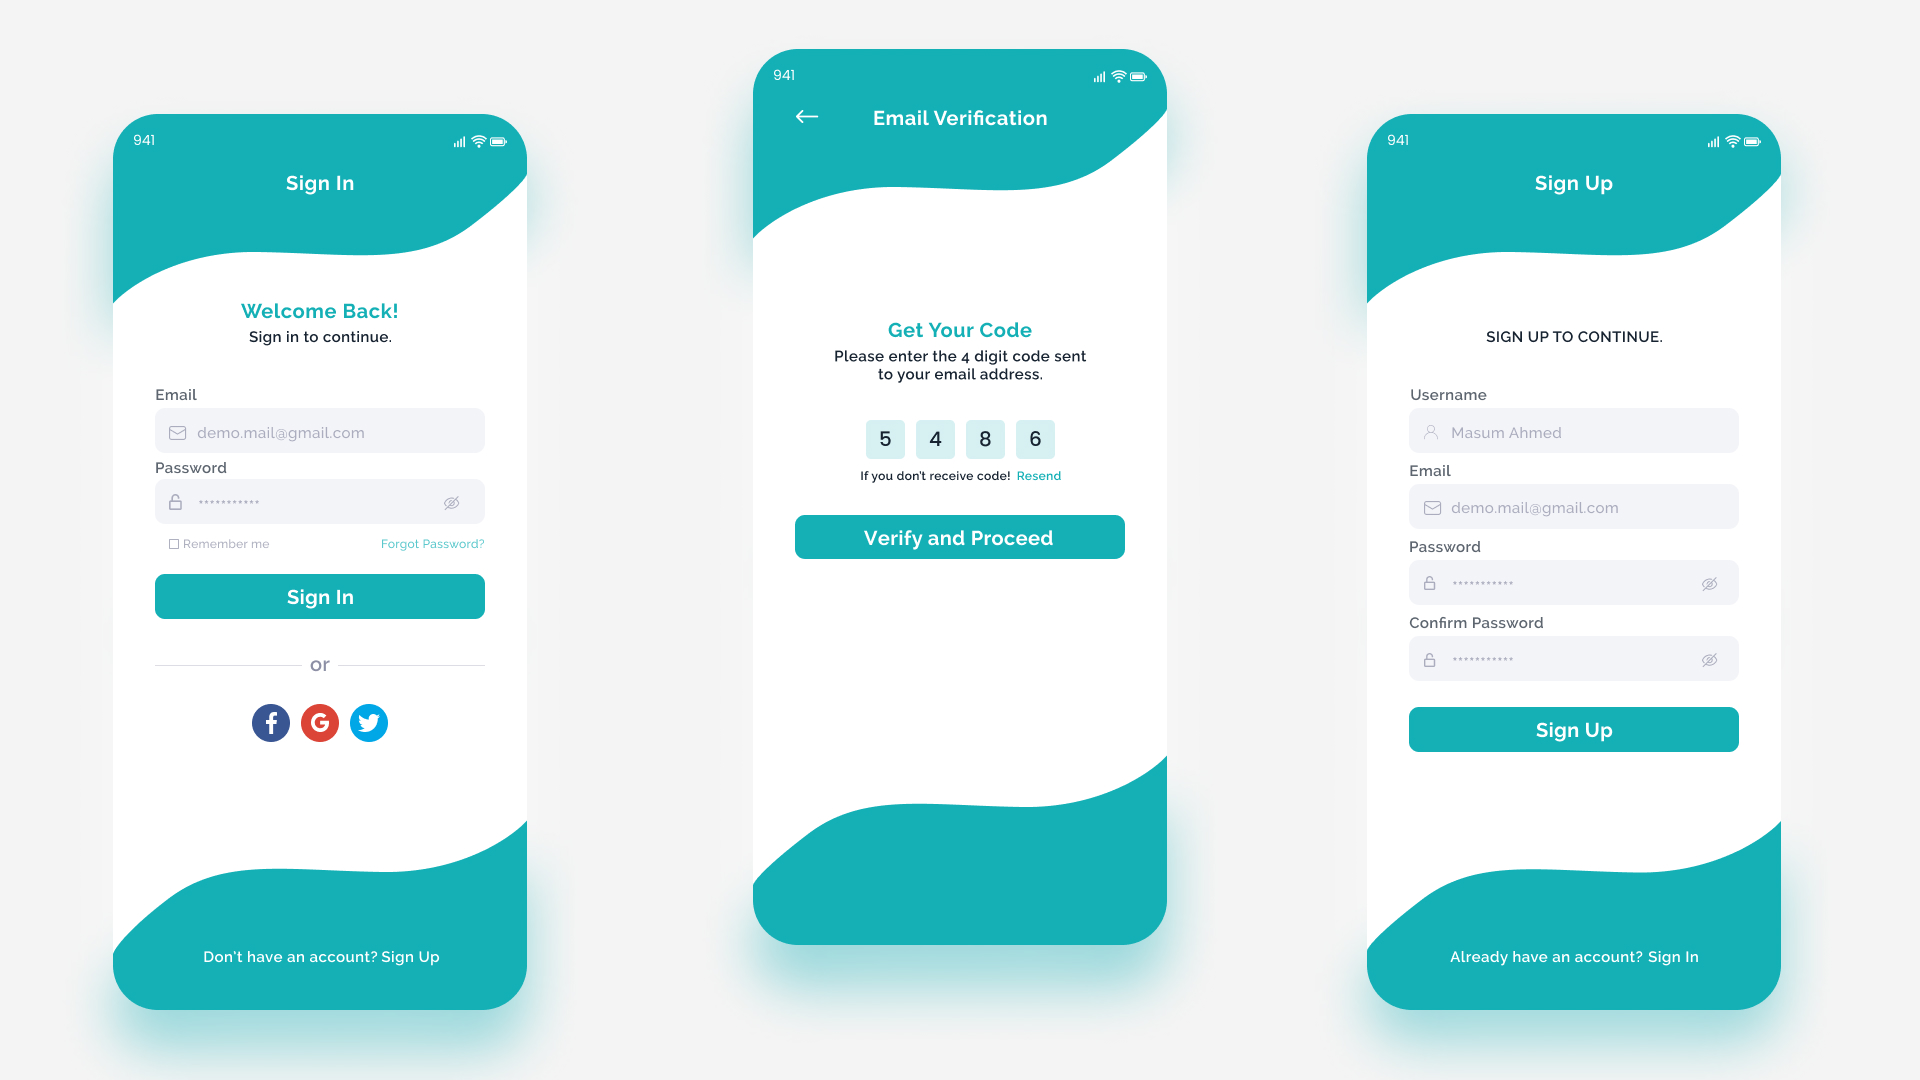 941
Sign In
Welcome Back!
Sign in to continue.
Email
demo.mail@gmail.com
Password
***********
Remember me
Forgot Password?
Sign In
or
Don't have an account? Sign Up
941
Email Verification
Get Your Code
Please enter the 4 digit code sent
to your email address.
5 4 8 6
If you don't receive code! Resend
Verify and Proceed
941
Sign Up
SIGN UP TO CONTINUE.
Username
Masum Ahmed
Email
demo.mail@gmail.com
Password
***********
Confirm Password
***********
Sign Up
Already have an account? Sign In